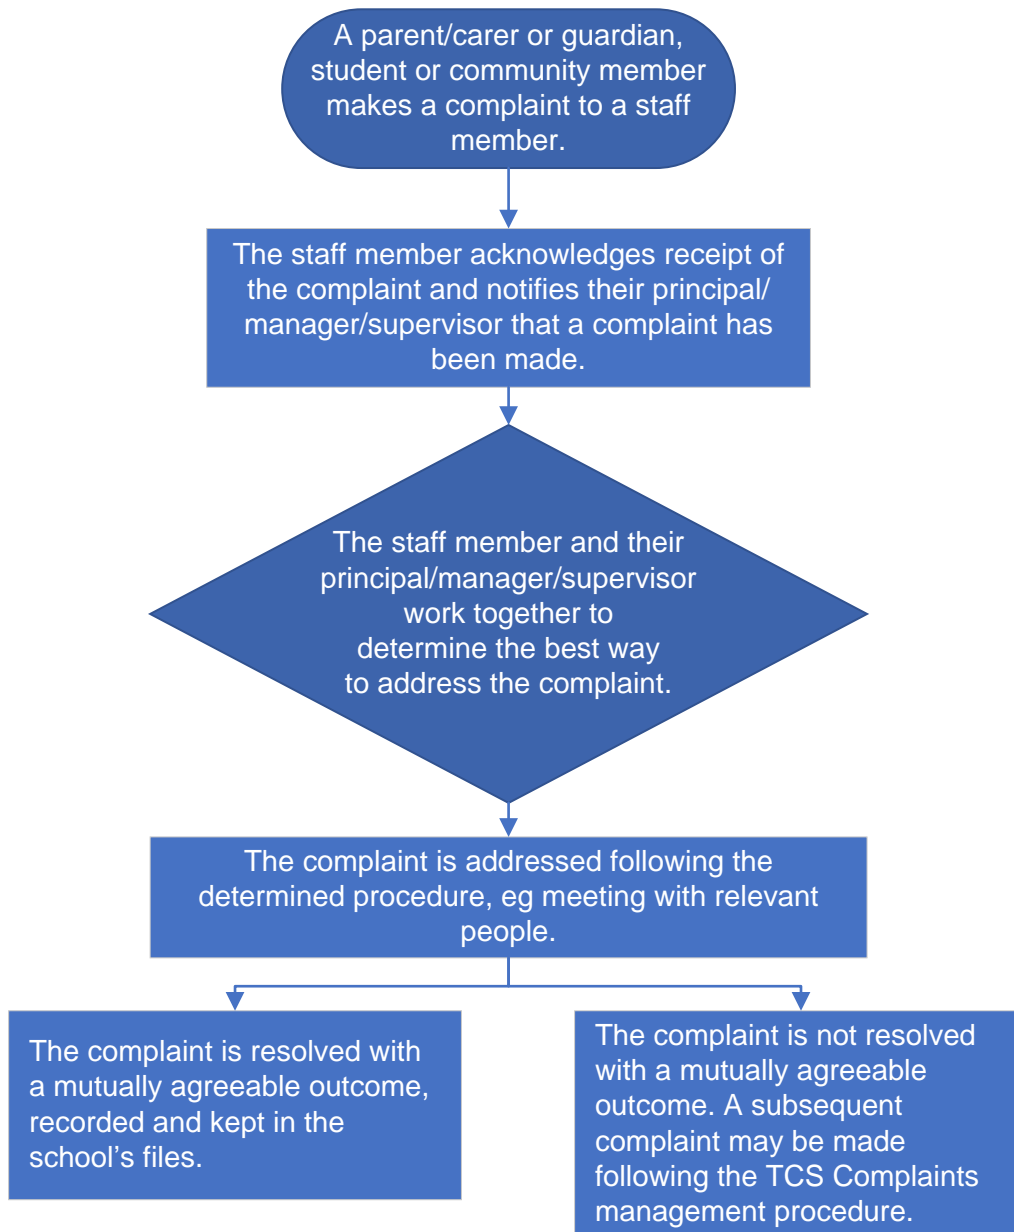 A parent/carer or guardian,
student or community member
makes a complaint to a staff
member.
The staff member acknowledges receipt of
the complaint and notifies their principal/
manager/supervisor that a complaint has
been made.
The staff member and their
principal/manager/supervisor
work together to
determine the best way
to address the complaint.
The complaint is addressed following the
determined procedure, eg meeting with relevant
people.
The complaint is resolved with
a mutually agreeable outcome,
recorded and kept in the
school’s files.
The complaint is not resolved
with a mutually agreeable
outcome. A subsequent
complaint may be made
following the TCS Complaints
management procedure.